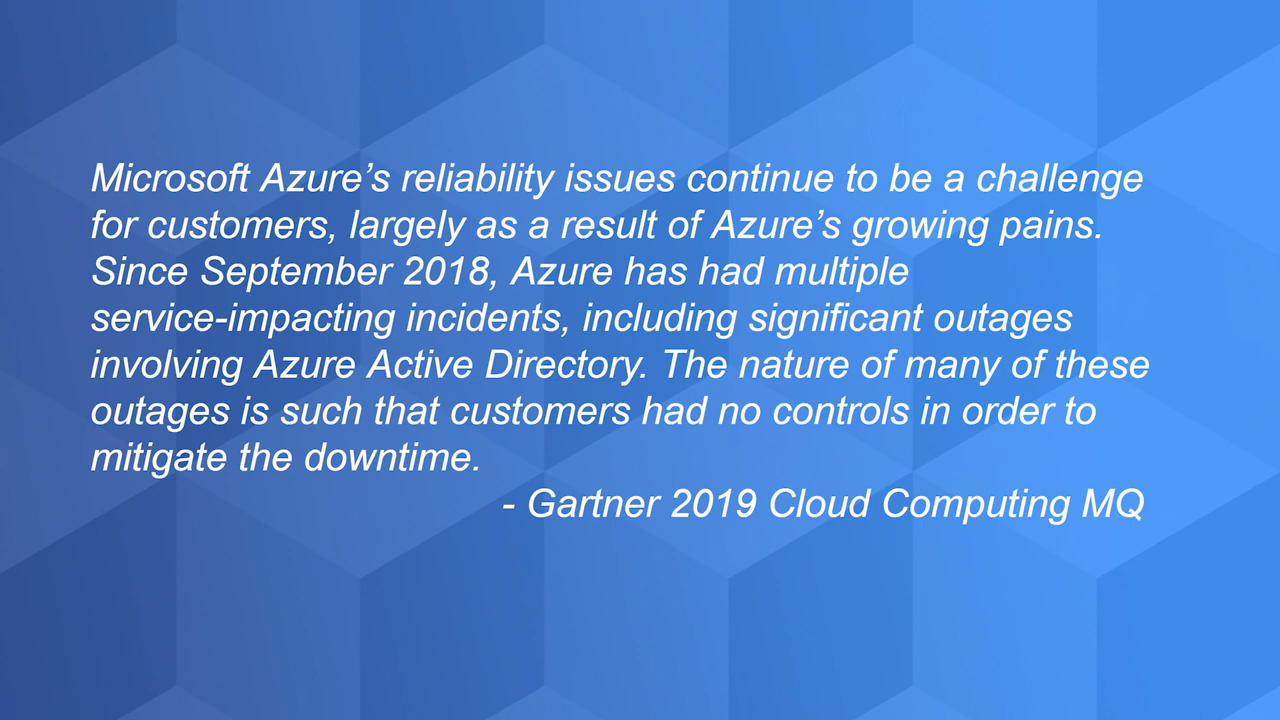 Microsoft Azure’s reliability issues continue to be a challenge
for customers, largely as a result of Azure’s growing pains.
Since September 2018, Azure has had multiple
service-impacting incidents, including significant outages
involving Azure Active Directory. The nature of many of these
outages is such that customers had no controls in order to
mitigate the downtime.
- Gartner 2019 Cloud Computing MQ